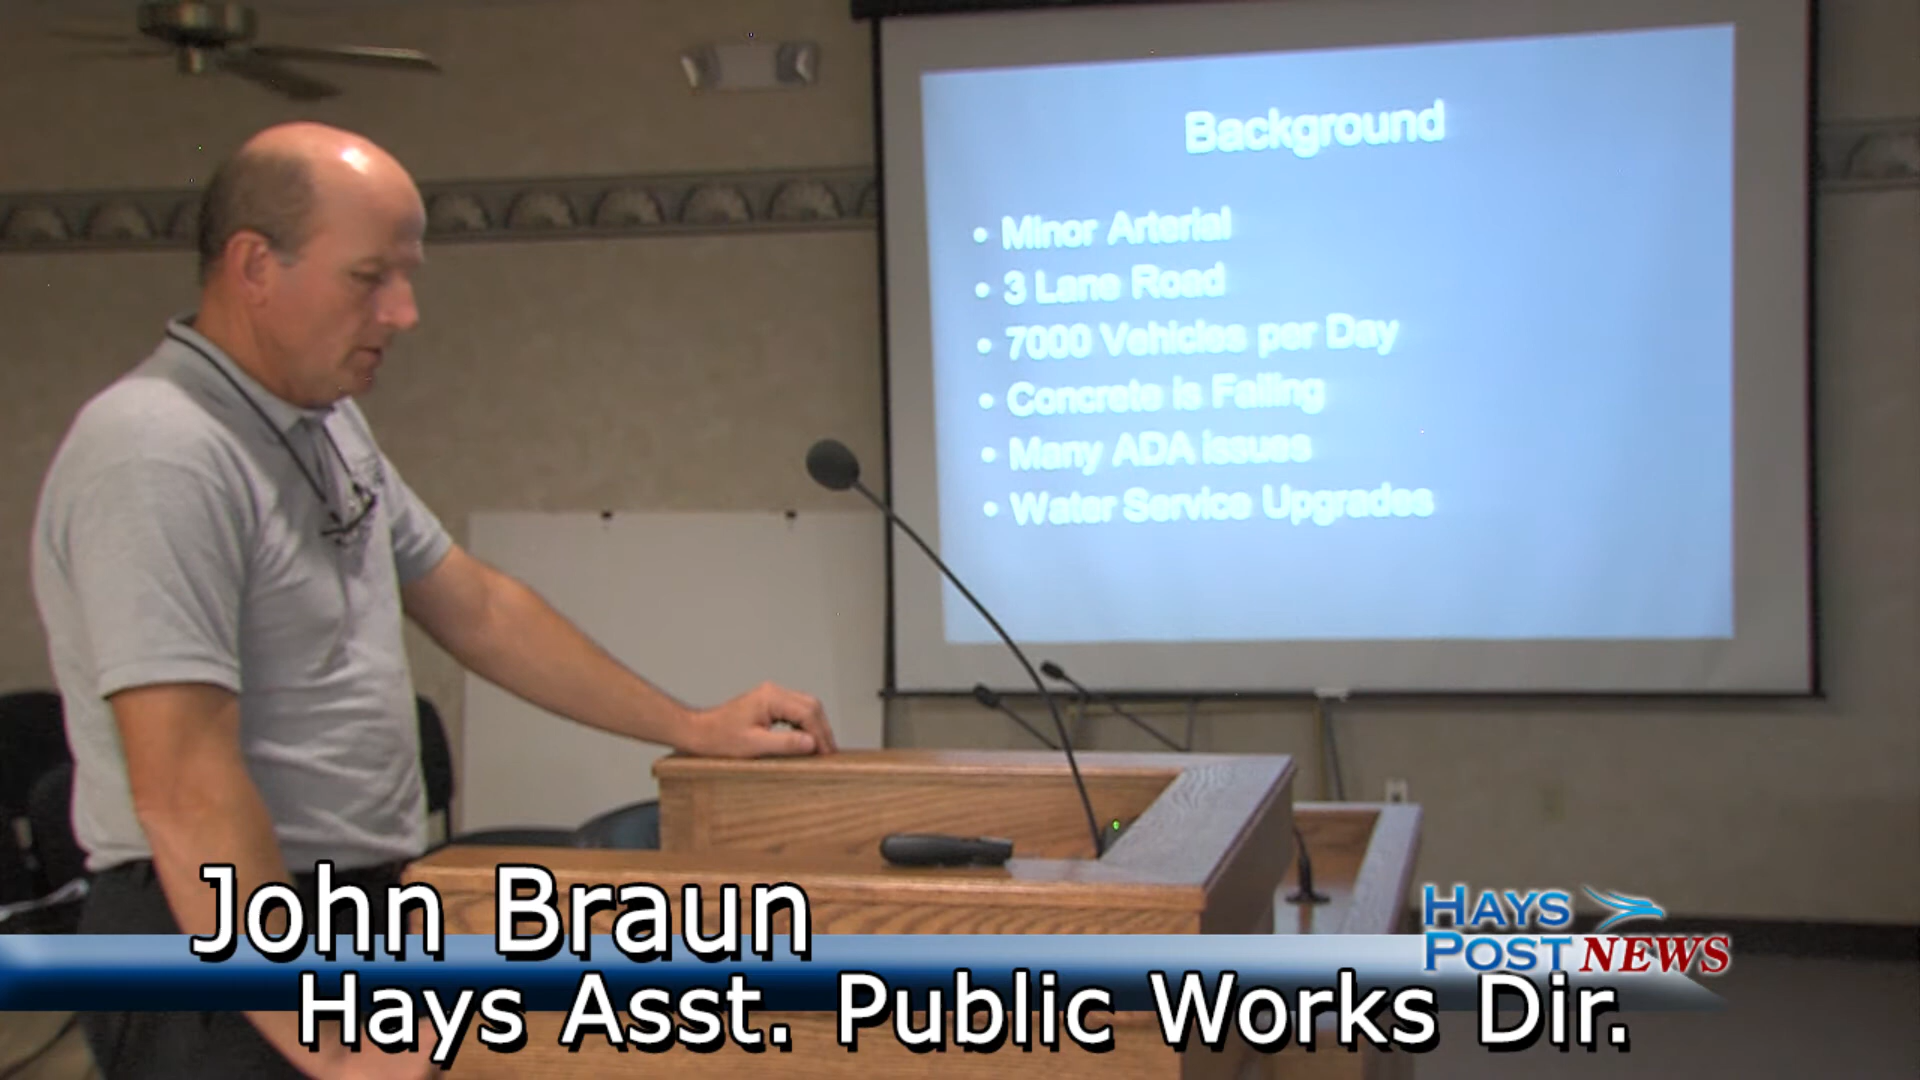 Background
• Minor Arterial
• 3 Lane Road
• 7000 Vehicles per Day
• Concrete is Failing
• Many ADA issues
• Water Service Upgrades
John Braun
Hays Asst. Public Works Dir.
HAYS
POST NEWS